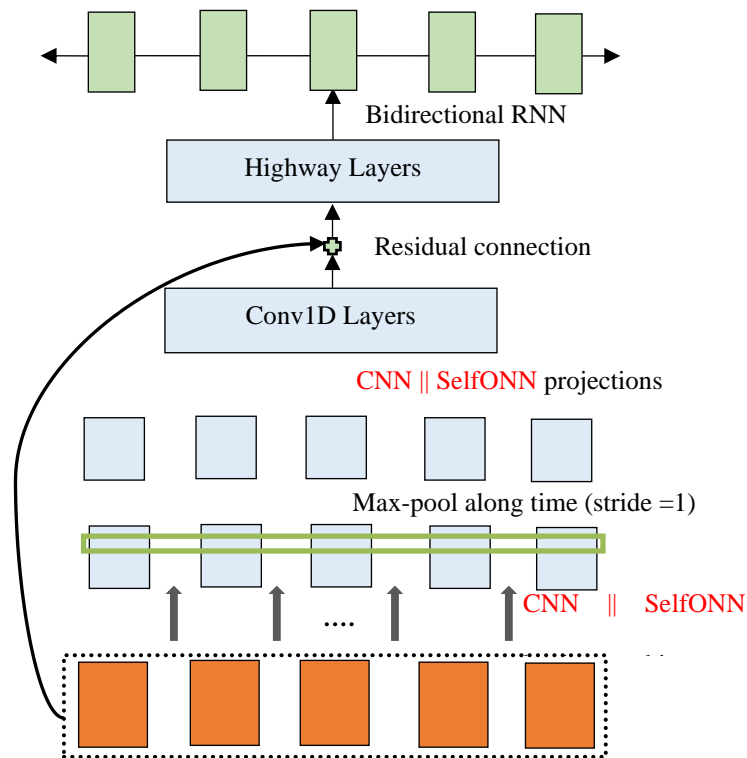 Bidirectional RNN
Highway Layers
Residual connection
Conv1D Layers
CNN || SelfONN projections
Max-pool along time (stride =1)
CNN || SelfONN
....